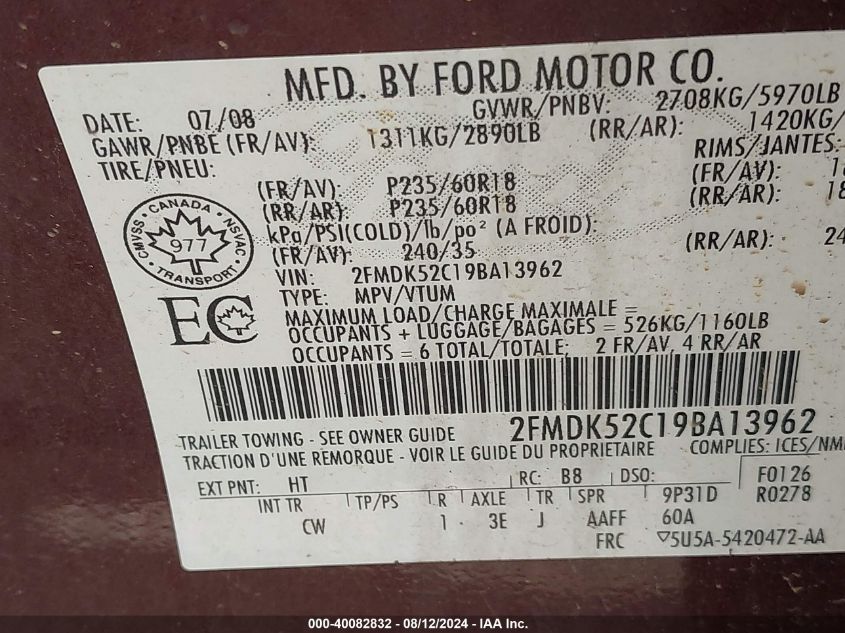 MFD. BY FORD MOTOR CO.
DATE: 07/08 GVWR/PNBV: 2708KG/5970LB
GAWR/PNBE (FR/AV): 1311KG/2890LB (RR/AR): 1420KG/
TIRE/PNEU: RIMS/JANTES:
(FR/AV): P235/60R18 (FR/AV): 18
(RR/AR): P235/60R18 (RR/AR): 18
kPa/PSI(COLD)/lb/po² (A FROID):
(FR/AV): 240/35 (RR/AR): 24
VIN: 2FMDK52C19BA13962
TYPE: MPV/VTUM
CANADA
CMVSS 977 NSVAC
TRANSPORT
EC
MAXIMUM LOAD/CHARGE MAXIMALE =
OCCUPANTS + LUGGAGE/BAGAGES = 526KG/1160LB
OCCUPANTS = 6 TOTAL/TOTALE; 2 FR/AV, 4 RR/AR
2FMDK52C19BA13962
TRAILER TOWING - SEE OWNER GUIDE COMPLIES: ICES/NM
TRACTION D'UNE REMORQUE - VOIR LE GUIDE DU PROPRIETAIRE
EXT PNT: HT RC: B8 DSO: F0126
INT TR TP/PS R AXLE TR SPR 9P31D R0278
CW 1 3E J AAFF 60A
FRC ▽5U5A-5420472-AA
000-40082832 - 08/12/2024 - IAA Inc.